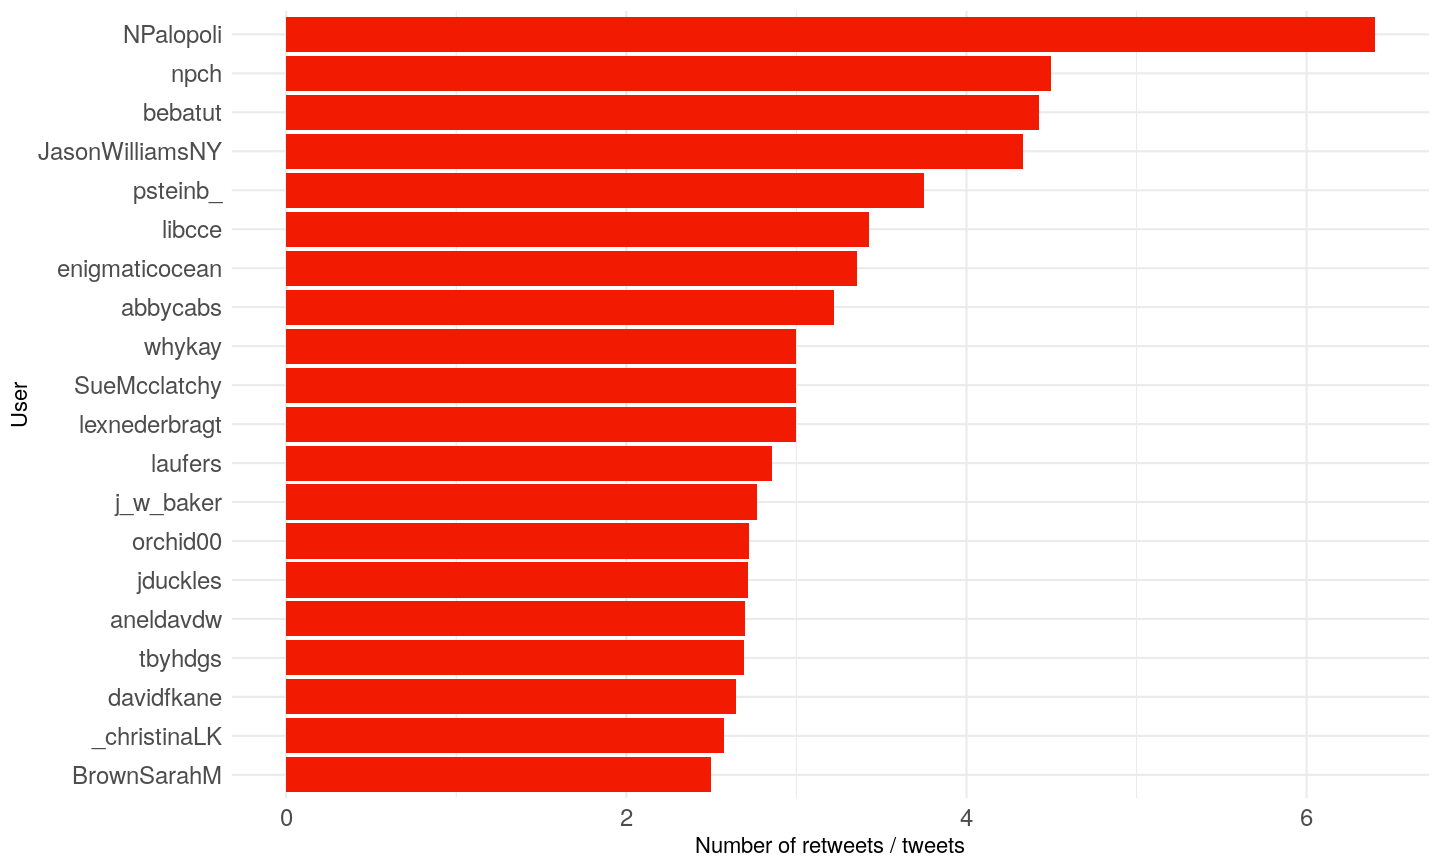 NPalopoli
npch
bebatut
JasonWilliamsNY
psteinb_
libcce
enigmaticocean
abbycabs
whykay
SueMcclatchy
lexnederbragt
laufers
j_w_baker
orchid00
jduckles
aneldavdw
tbyhdgs
davidfkane
_christinaLK
BrownSarahM
User
0 2 4 6
Number of retweets / tweets